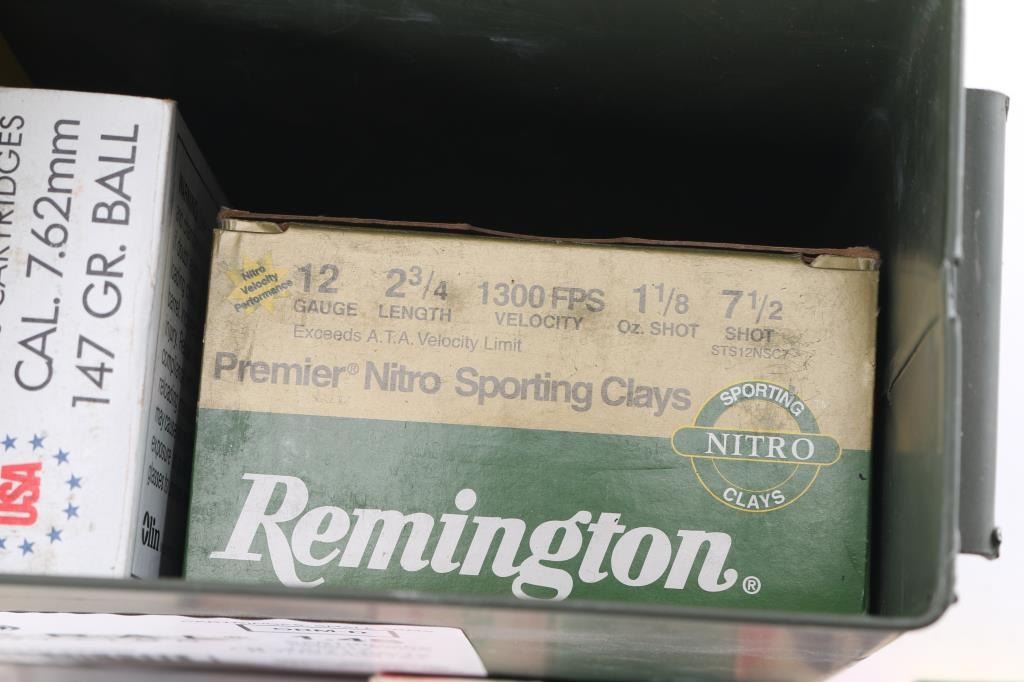 CARTRIDGES
CAL. 7.62mm
147 GR. BALL
USA
Olin
Nitro
Velocity
Performance
12 2 3/4 1300 FPS 1 1/8 7 1/2
GAUGE LENGTH VELOCITY Oz. SHOT SHOT
Exceeds A.T.A. Velocity Limit
STS12NSC7
Premier® Nitro Sporting Clays
SPORTING
NITRO
CLAYS
Remington®